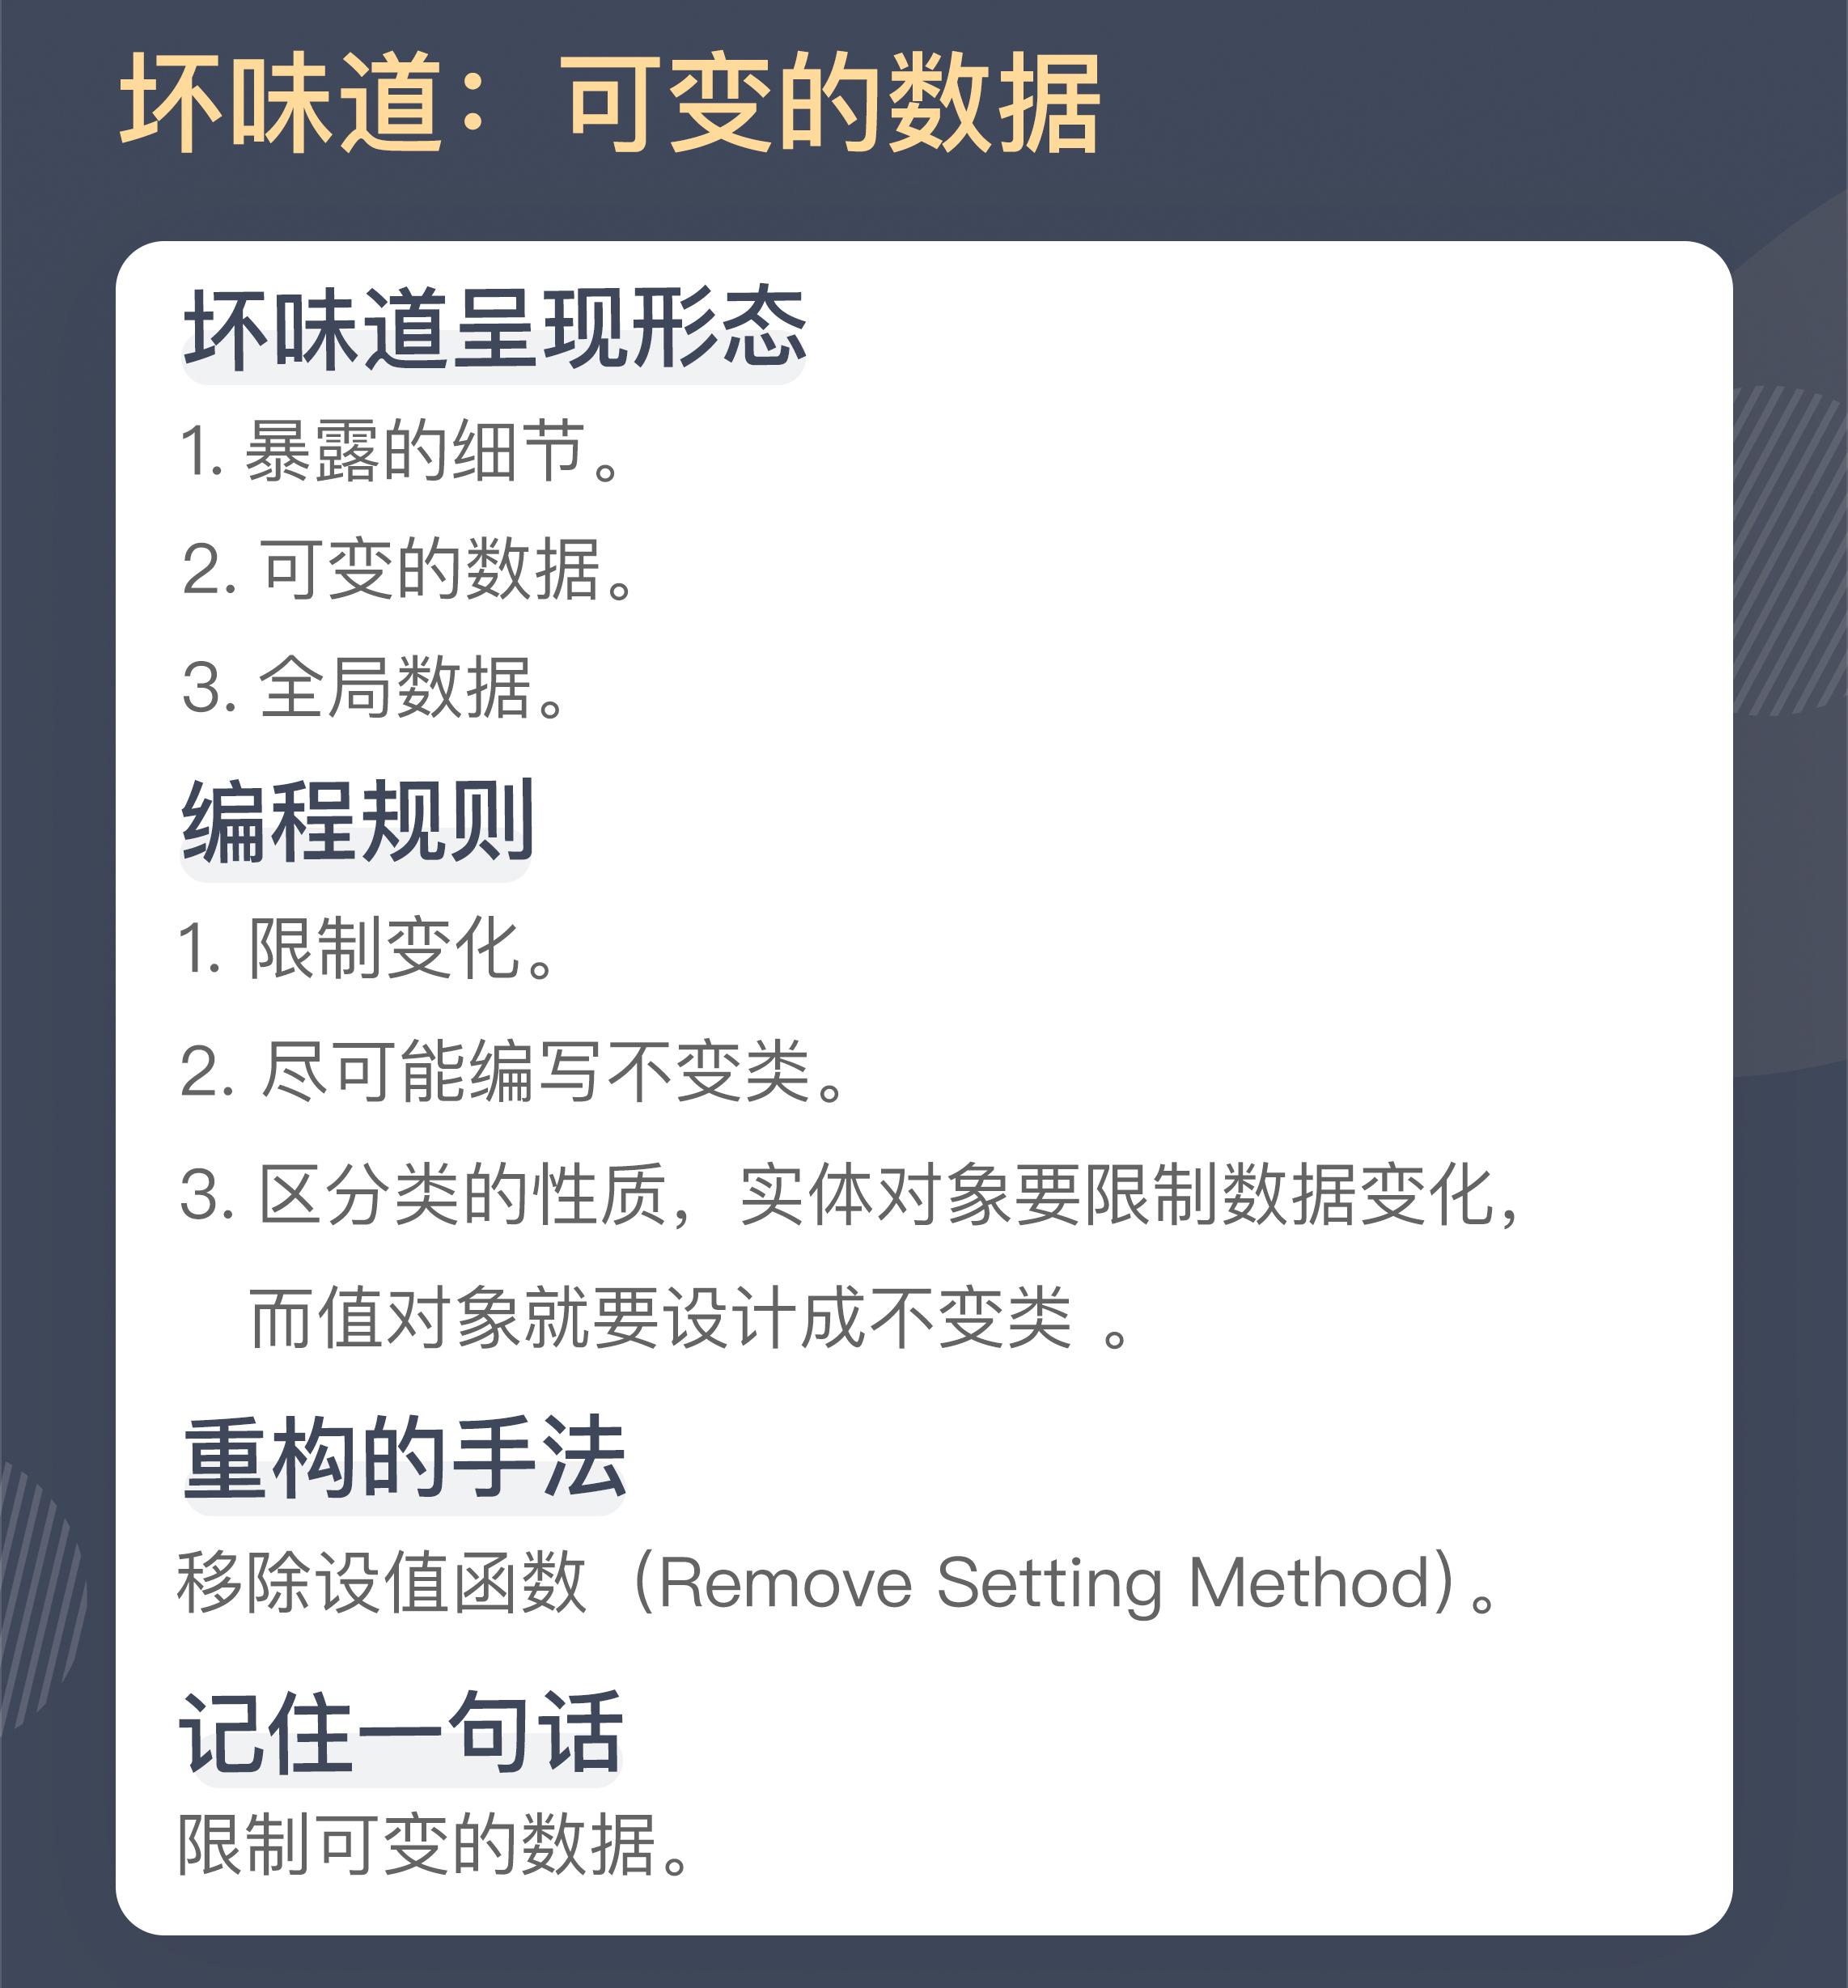 坏味道：可变的数据
坏味道呈现形态
1. 暴露的细节。
2. 可变的数据。
3. 全局数据。
编程规则
1. 限制变化。
2. 尽可能编写不变类。
3. 区分类的性质，实体对象要限制数据变化，
而值对象就要设计成不变类 。
重构的手法
移除设值函数（Remove Setting Method）。
记住一句话
限制可变的数据。